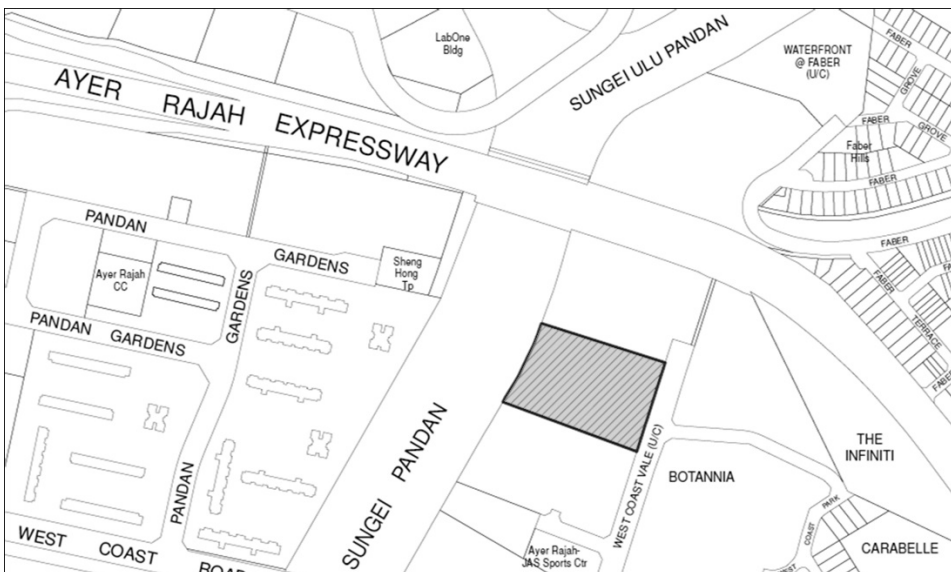 LabOne
Bldg
SUNGEI ULU PANDAN
WATERFRONT
@ FABER
(U/C)
FABER
GROVE
FABER
GROVE
Faber
Hills
FABER
FABER
AYER RAJAH EXPRESSWAY
PANDAN
GARDENS
Sheng
Hong
Tp
Ayer Rajah
CC
GARDENS
PANDAN GARDENS
FABER
TERRACE
FABER
SUNGEI PANDAN
WEST COAST VALE (U/C)
BOTANNIA
THE
INFINITI
PARK
COAST
CARABELLE
PANDAN
WEST COAST ROAD
Ayer Rajah-
JAS Sports Ctr